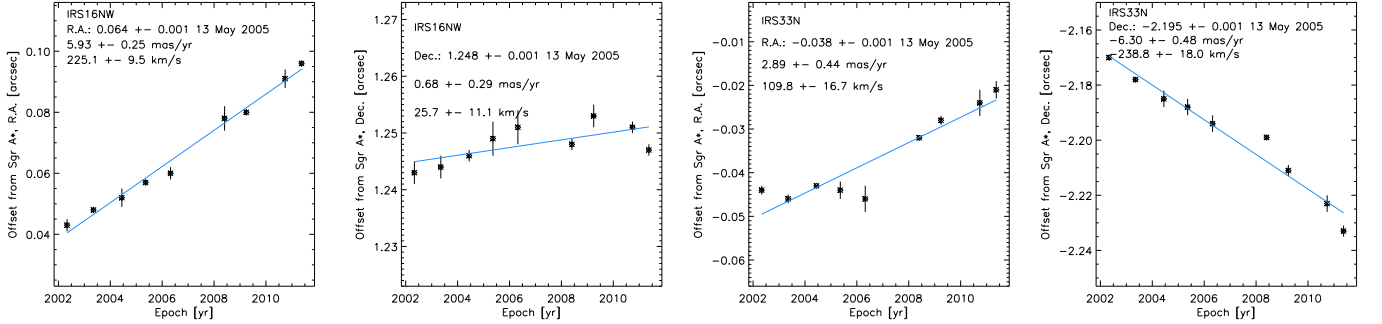 IRS16NW
R.A.: 0.064 +− 0.001 13 May 2005
5.93 +− 0.25 mas/yr
225.1 +− 9.5 km/s
Offset from Sgr A*, R.A. [arcsec]
0.10
0.08
0.06
0.04
2002 2004 2006 2008 2010
Epoch [yr]
IRS16NW
Dec.: 1.248 +− 0.001 13 May 2005
0.68 +− 0.29 mas/yr
25.7 +− 11.1 km/s
Offset from Sgr A*, Dec. [arcsec]
1.27
1.26
1.25
1.24
1.23
2002 2004 2006 2008 2010
Epoch [yr]
IRS33N
R.A.: −0.038 +− 0.001 13 May 2005
2.89 +− 0.44 mas/yr
109.8 +− 16.7 km/s
Offset from Sgr A*, R.A. [arcsec]
−0.01
−0.02
−0.03
−0.04
−0.05
−0.06
2002 2004 2006 2008 2010
Epoch [yr]
IRS33N
Dec.: −2.195 +− 0.001 13 May 2005
−6.30 +− 0.48 mas/yr
−238.8 +− 18.0 km/s
Offset from Sgr A*, Dec. [arcsec]
−2.16
−2.18
−2.20
−2.22
−2.24
2002 2004 2006 2008 2010
Epoch [yr]